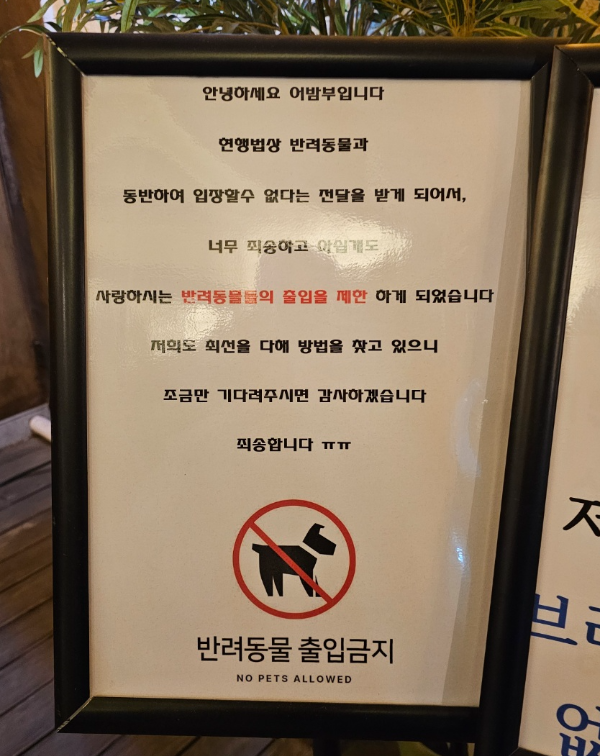 안녕하세요 어밤부입니다
현행법상 반려동물과
동반하여 입장할수 없다는 전달을 받게 되어서,
너무 죄송하고 아쉽게도
사랑하시는 반려동물들의 출입을 제한 하게 되었습니다
저희도 최선을 다해 방법을 찾고 있으니
조금만 기다려주시면 감사하겠습니다
죄송합니다 ㅠㅠ
반려동물 출입금지
NO PETS ALLOWED